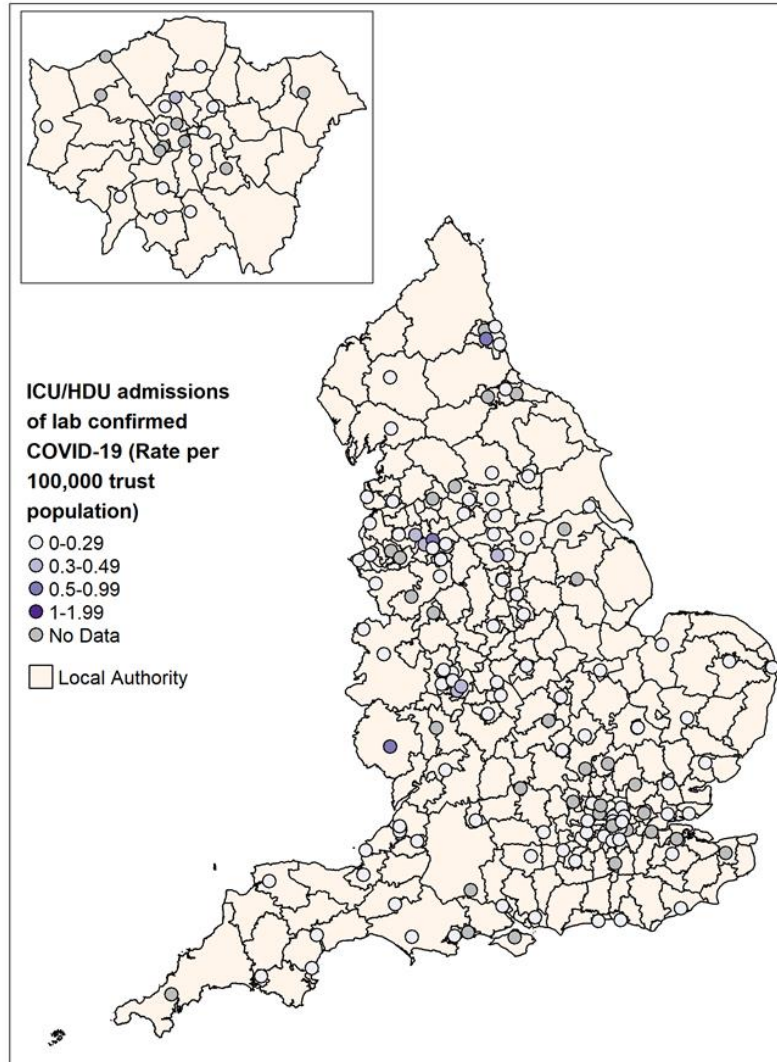 ICU/HDU admissions
of lab confirmed
COVID-19 (Rate per
100,000 trust
population)
0-0.29
0.3-0.49
0.5-0.99
1-1.99
No Data
Local Authority